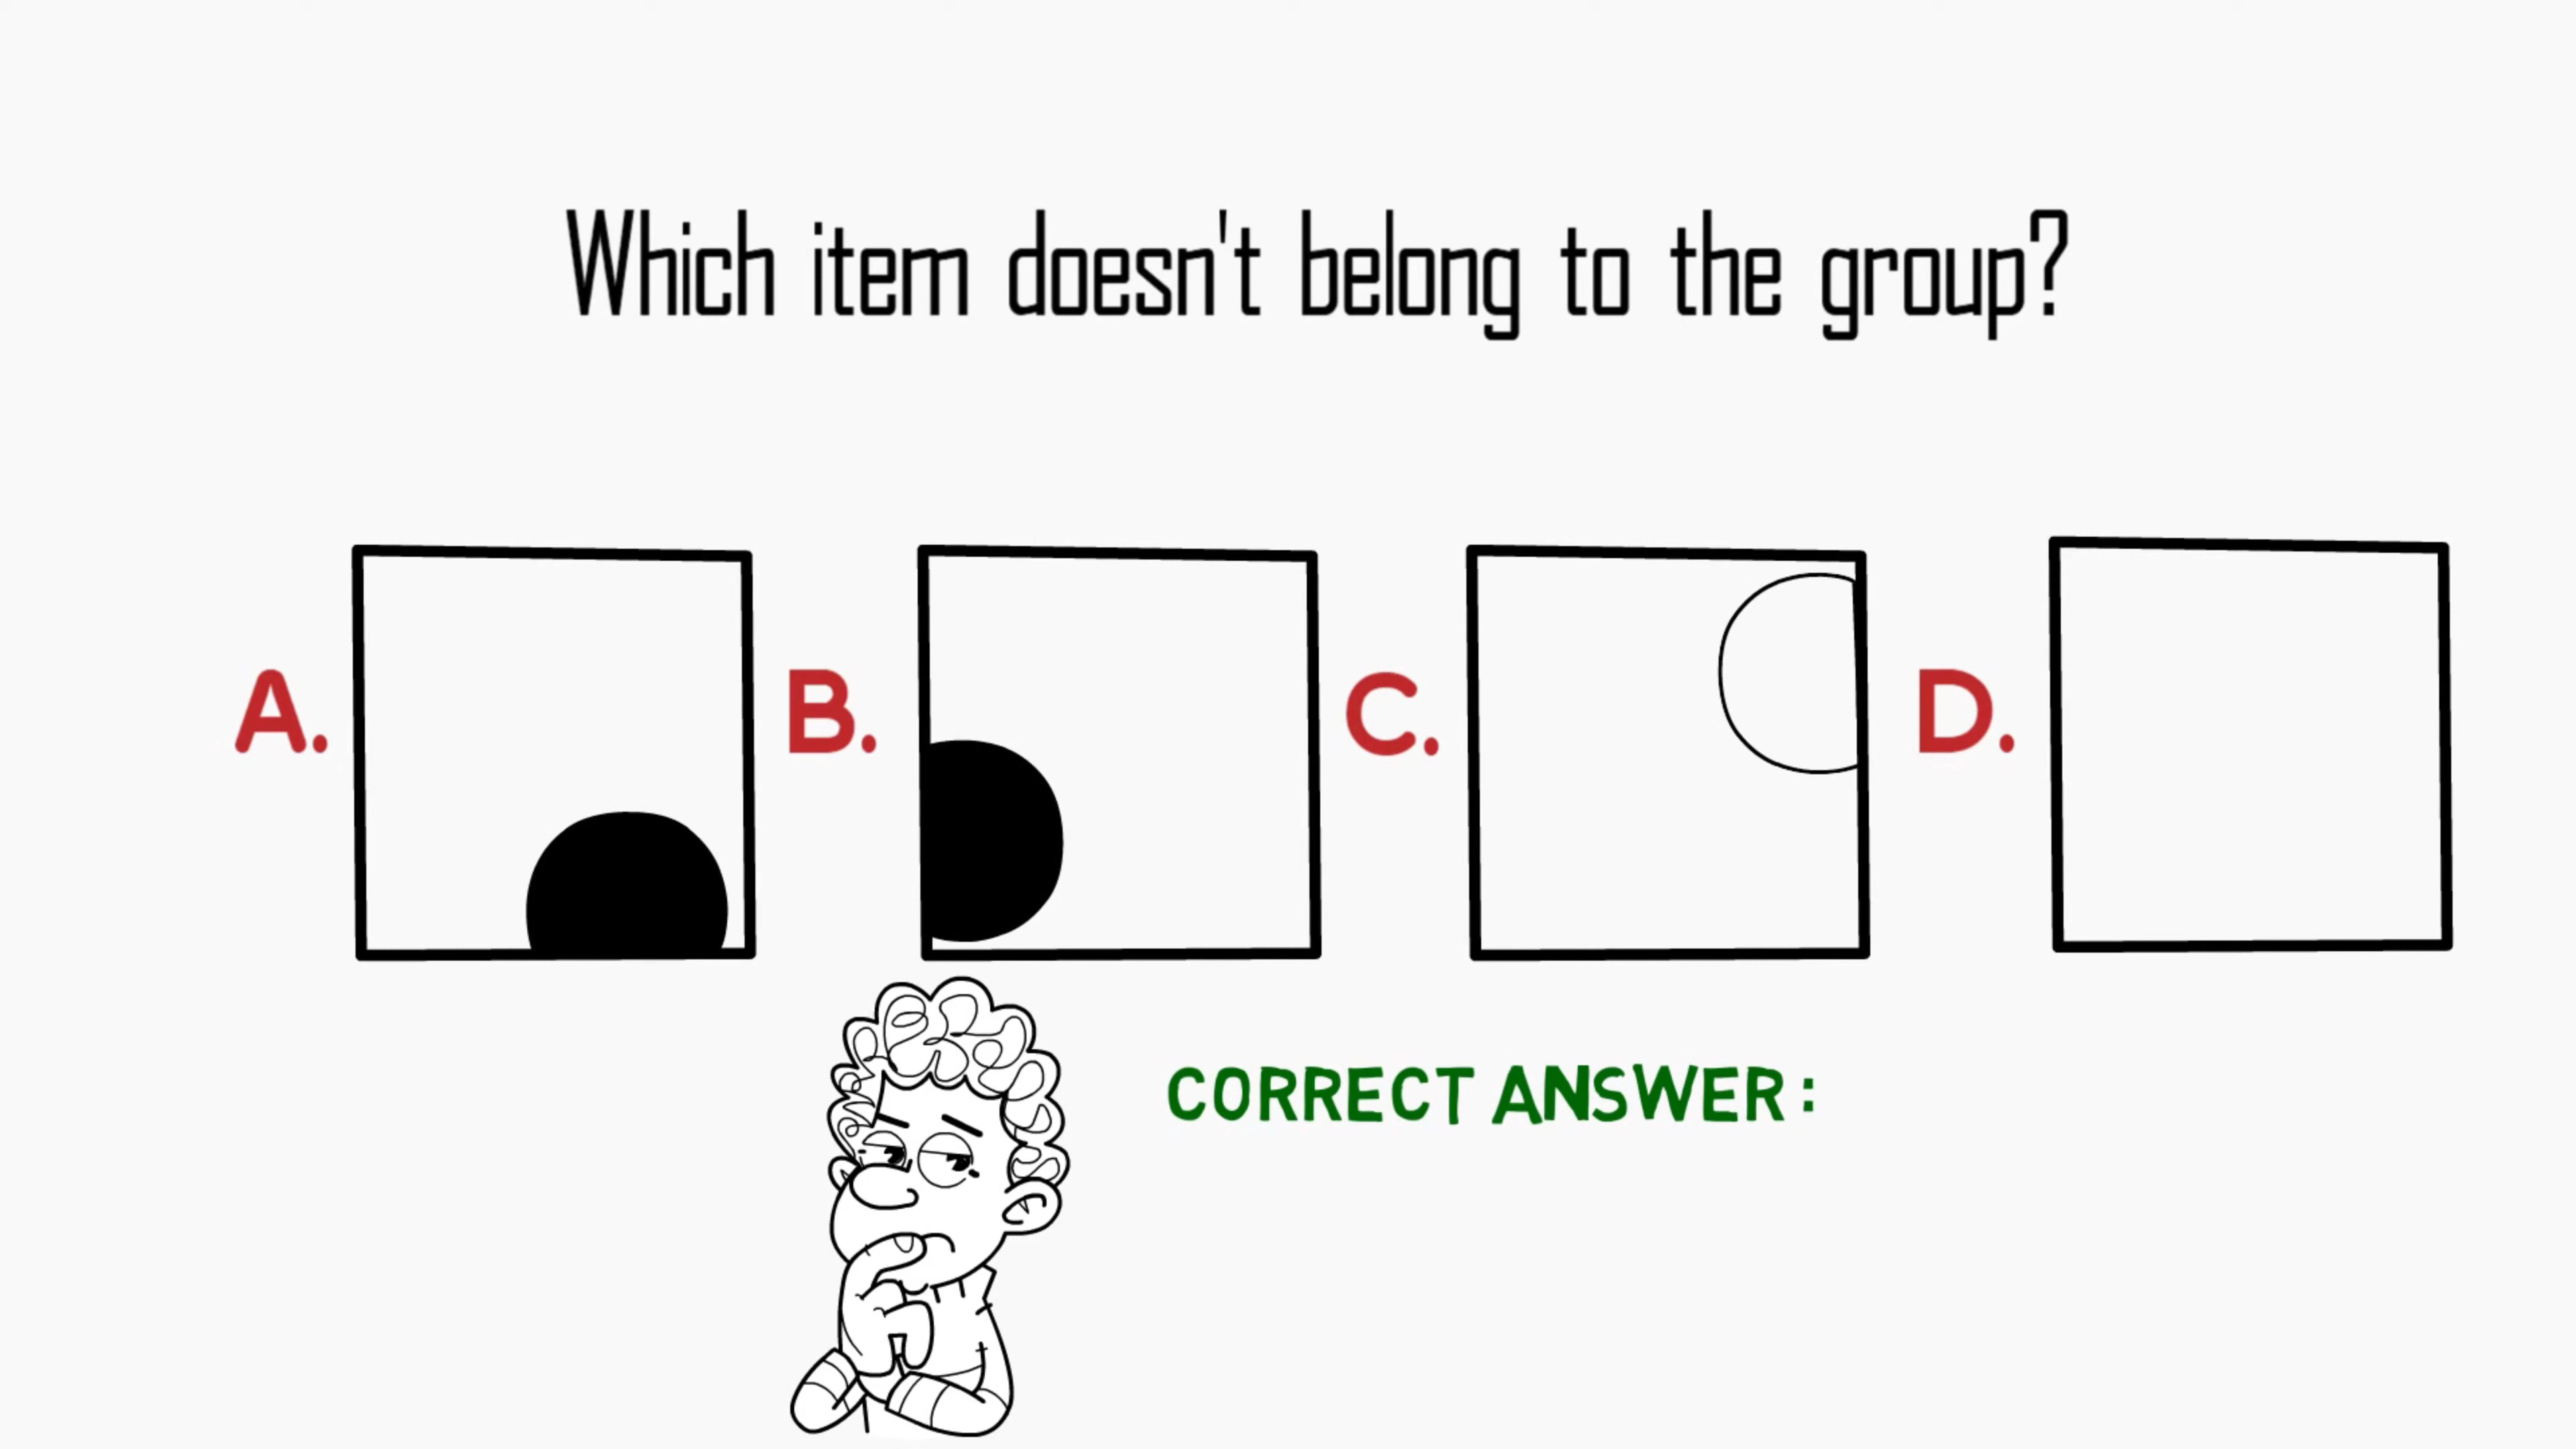 Which item doesn't belong to the group?
A. B. C. D.
CORRECT ANSWER :